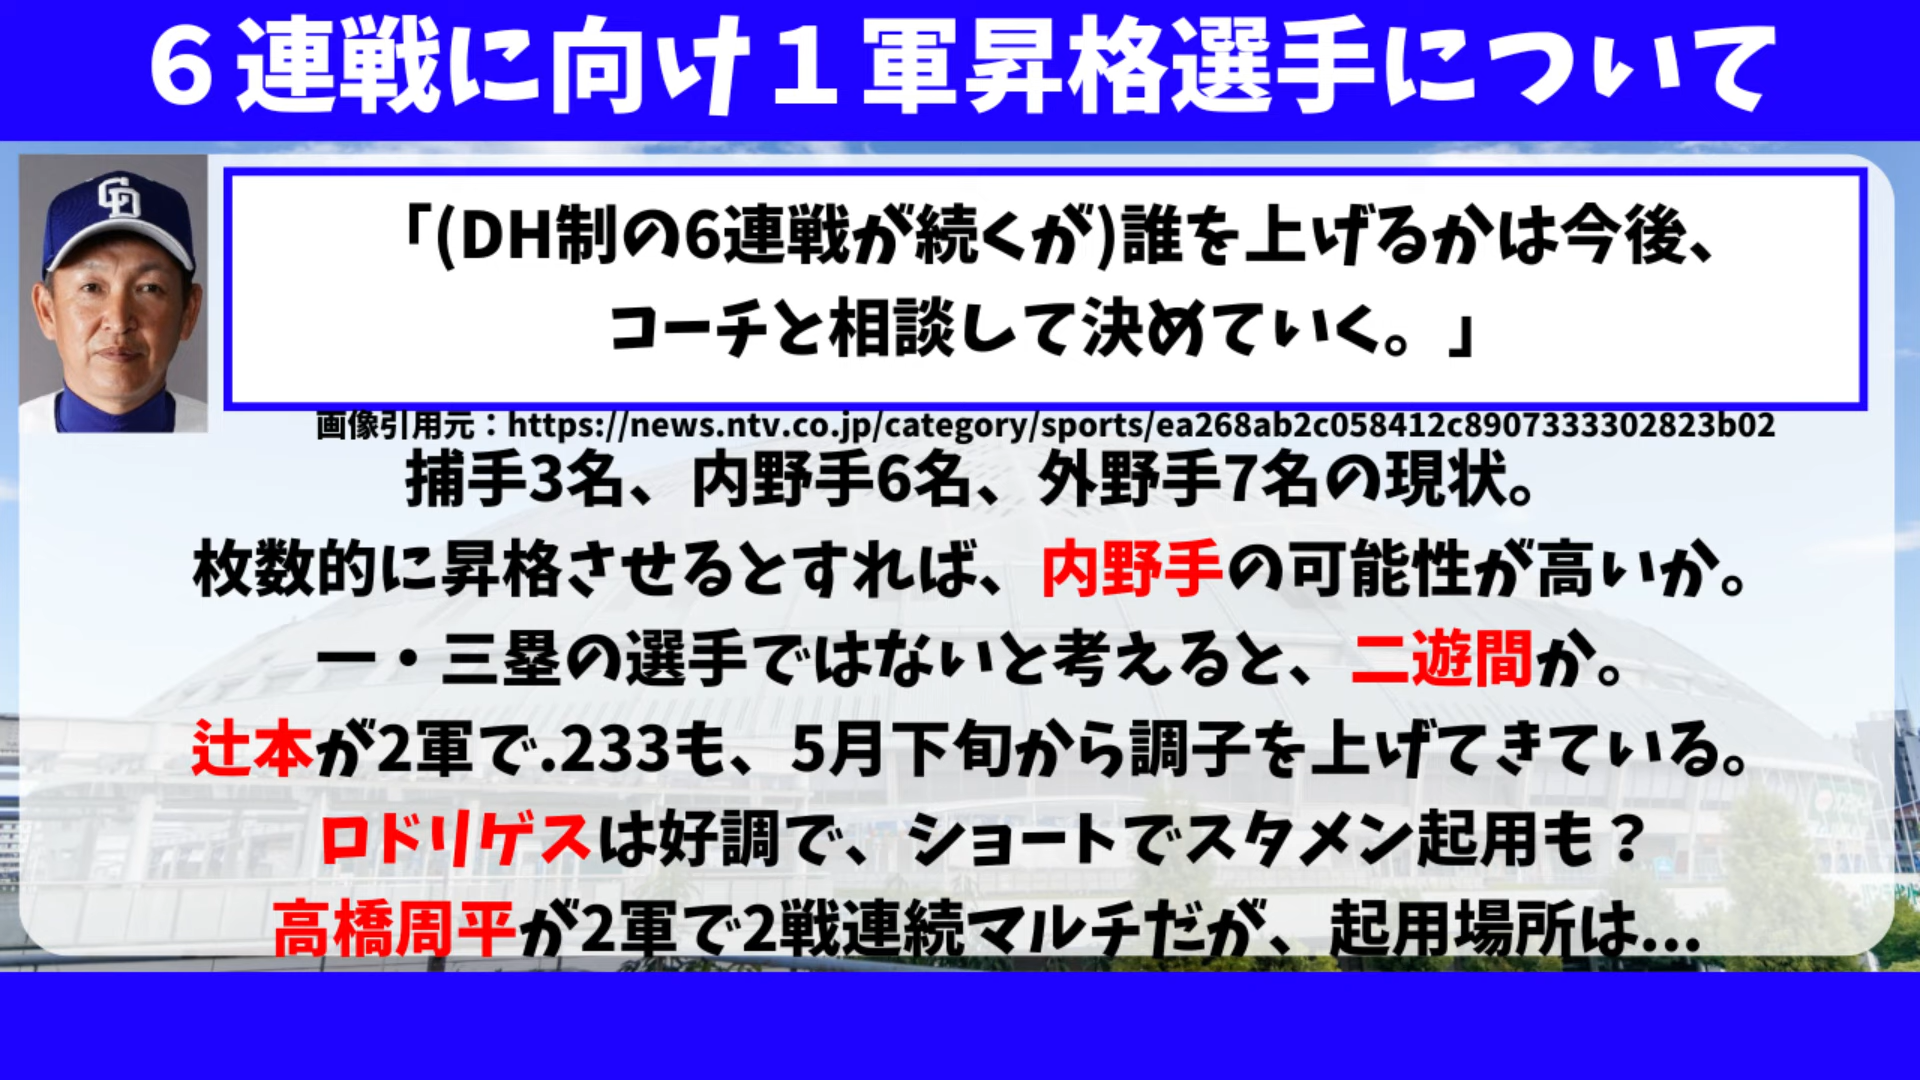 ６連戦に向け１軍昇格選手について
CD
「(DH制の6連戦が続くが)誰を上げるかは今後、
コーチと相談して決めていく。」
画像引用元：https://news.ntv.co.jp/category/sports/ea268ab2c058412c8907333302823b02
捕手3名、内野手6名、外野手7名の現状。
枚数的に昇格させるとすれば、内野手の可能性が高いか。
一・三塁の選手ではないと考えると、二遊間か。
辻本が2軍で.233も、5月下旬から調子を上げてきている。
ロドリゲスは好調で、ショートでスタメン起用も？
高橋周平が2軍で2戦連続マルチだが、起用場所は...